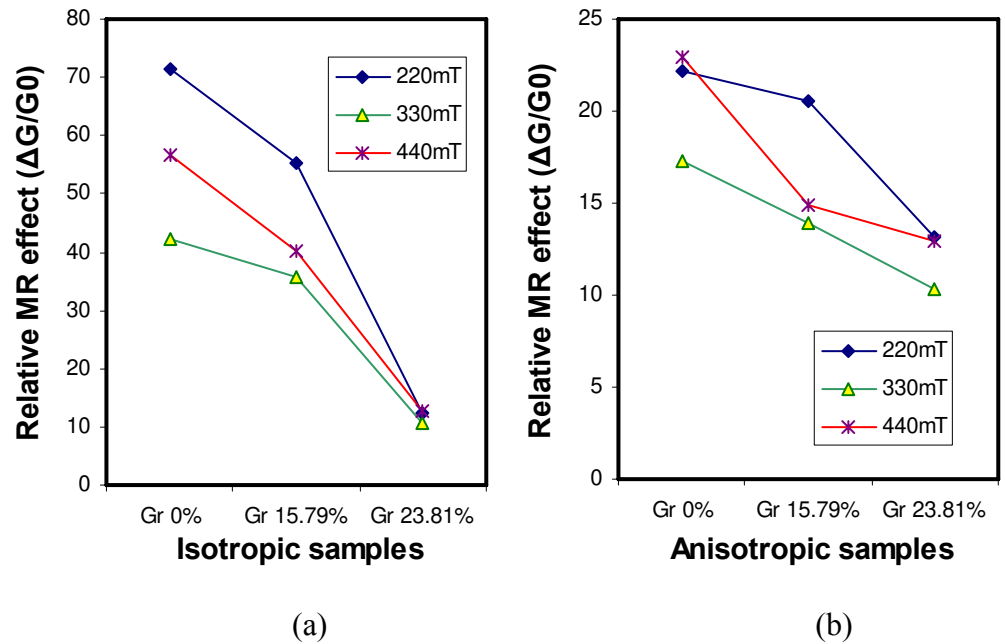 Relative MR effect (ΔG/G0)
80
70
60
50
40
30
20
10
0
220mT
330mT
440mT
Gr 0% Gr 15.79% Gr 23.81%
Isotropic samples
(a)
Relative MR effect (ΔG/G0)
25
20
15
10
5
0
220mT
330mT
440mT
Gr 0% Gr 15.79% Gr 23.81%
Anisotropic samples
(b)